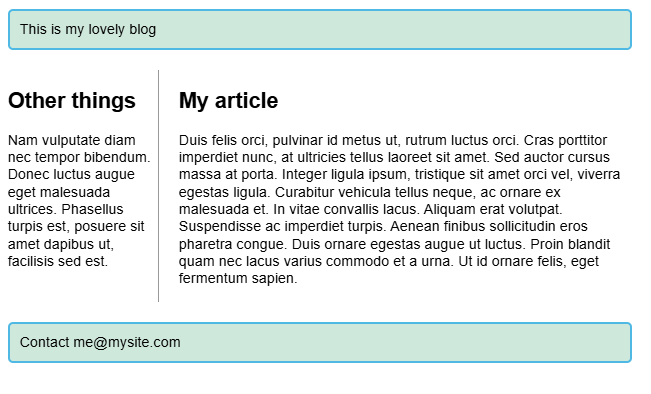 This is my lovely blog
Other things
Nam vulputate diam
nec tempor bibendum.
Donec luctus augue
eget malesuada
ultrices. Phasellus
turpis est, posuere sit
amet dapibus ut,
facilisis sed est.
My article
Duis felis orci, pulvinar id metus ut, rutrum luctus orci. Cras porttitor
imperdiet nunc, at ultricies tellus laoreet sit amet. Sed auctor cursus
massa at porta. Integer ligula ipsum, tristique sit amet orci vel, viverra
egestas ligula. Curabitur vehicula tellus neque, ac ornare ex
malesuada et. In vitae convallis lacus. Aliquam erat volutpat.
Suspendisse ac imperdiet turpis. Aenean finibus sollicitudin eros
pharetra congue. Duis ornare egestas augue ut luctus. Proin blandit
quam nec lacus varius commodo et a urna. Ut id ornare felis, eget
fermentum sapien.
Contact me@mysite.com